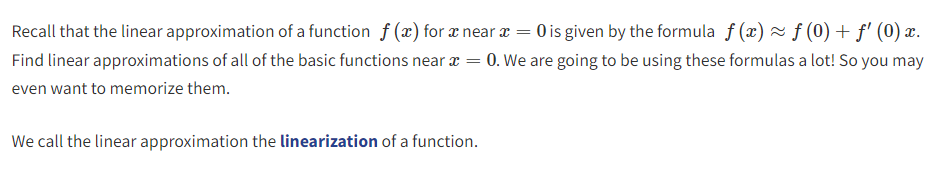 Recall that the linear approximation of a function f (x) for x near x = 0 is given by the formula f (x) ≈ f (0) + f′ (0) x.
Find linear approximations of all of the basic functions near x = 0. We are going to be using these formulas a lot! So you may
even want to memorize them.
We call the linear approximation the linearization of a function.